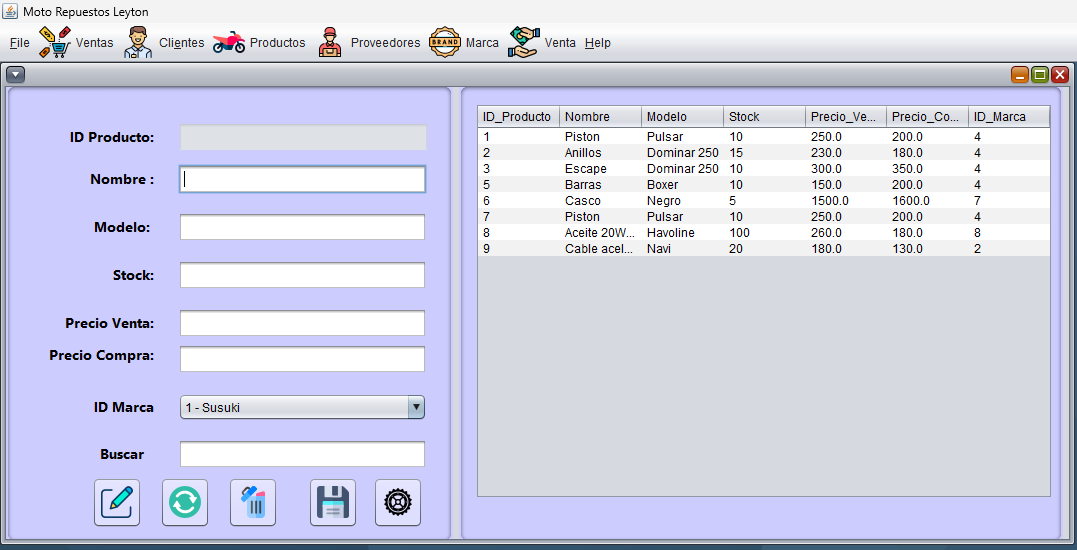 Moto Repuestos Leyton
File Ventas Clientes Productos Proveedores BRAND Marca Venta Help
ID Producto:
Nombre :
Modelo:
Stock:
Precio Venta:
Precio Compra:
ID Marca 1 - Susuki
Buscar
ID_Producto Nombre Modelo Stock Precio_Ve... Precio_Co... ID_Marca
1 Piston Pulsar 10 250.0 200.0 4
2 Anillos Dominar 250 15 230.0 180.0 4
3 Escape Dominar 250 10 300.0 350.0 4
5 Barras Boxer 10 150.0 200.0 4
6 Casco Negro 5 1500.0 1600.0 7
7 Piston Pulsar 10 250.0 200.0 4
8 Aceite 20W... Havoline 100 260.0 180.0 8
9 Cable acel... Navi 20 180.0 130.0 2